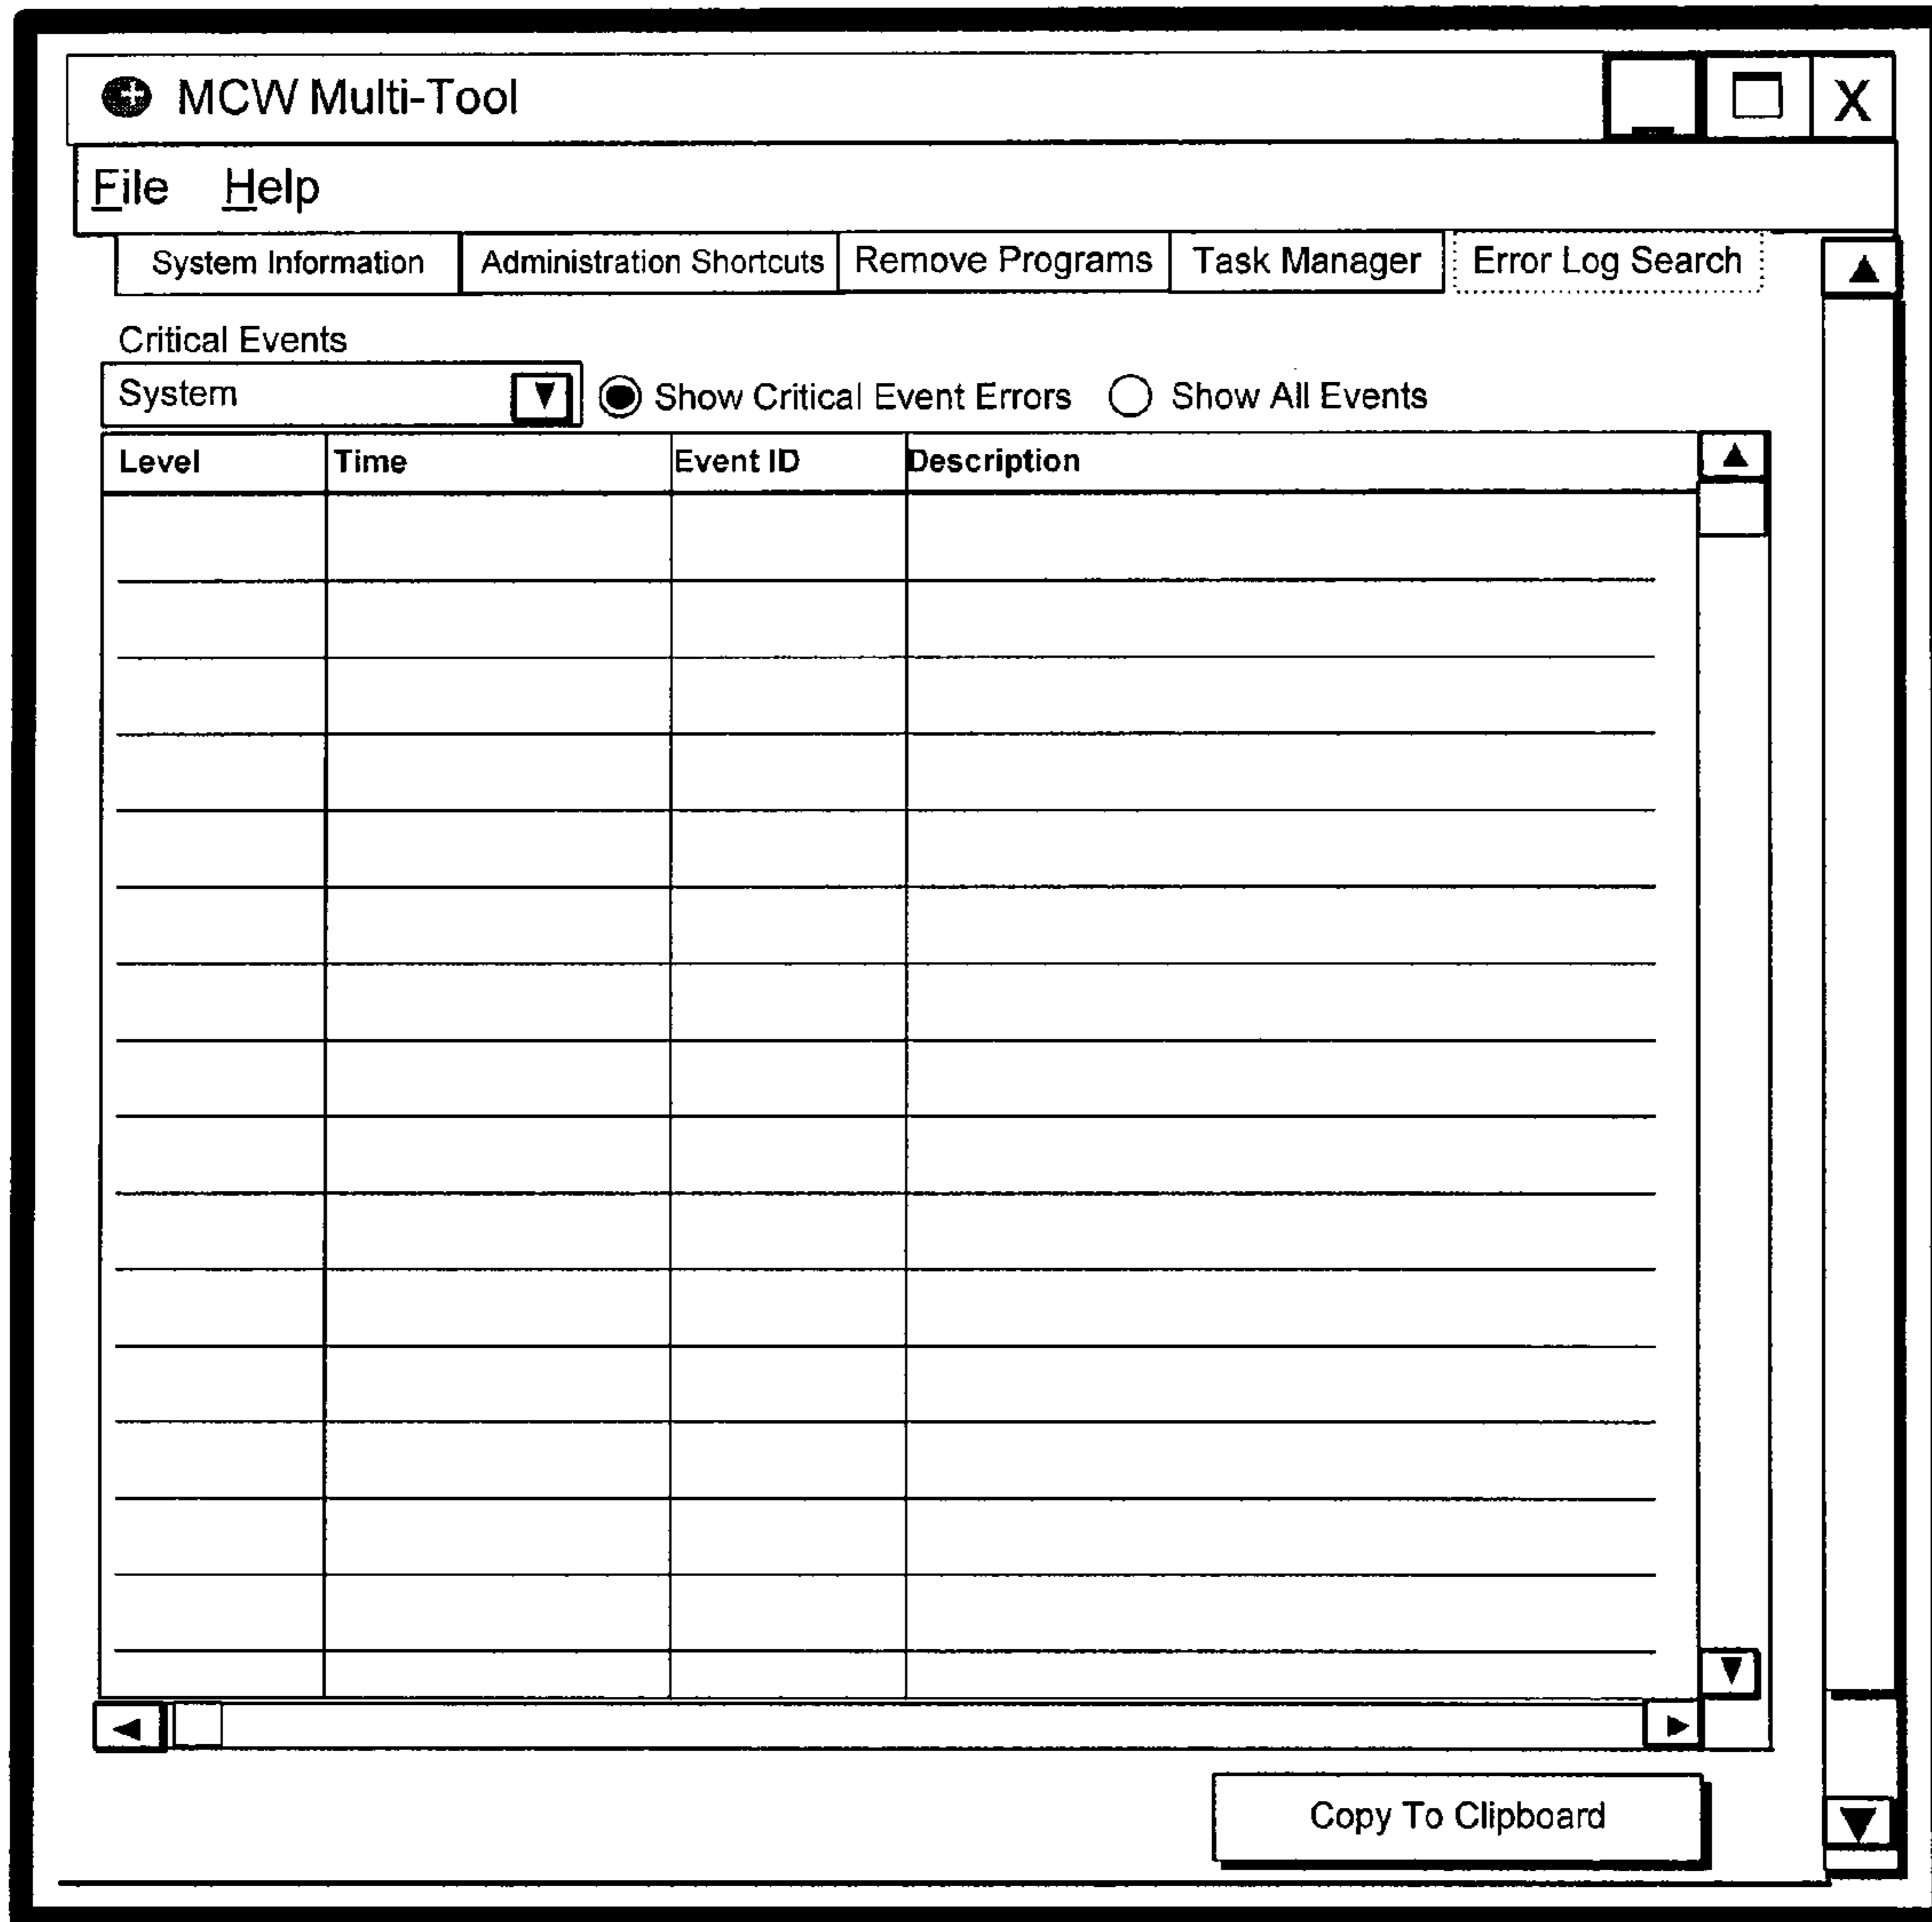 MCW Multi-Tool X
File Help
System Information Administration Shortcuts Remove Programs Task Manager Error Log Search
Critical Events
System Show Critical Event Errors Show All Events
Level Time Event ID Description
Copy To Clipboard